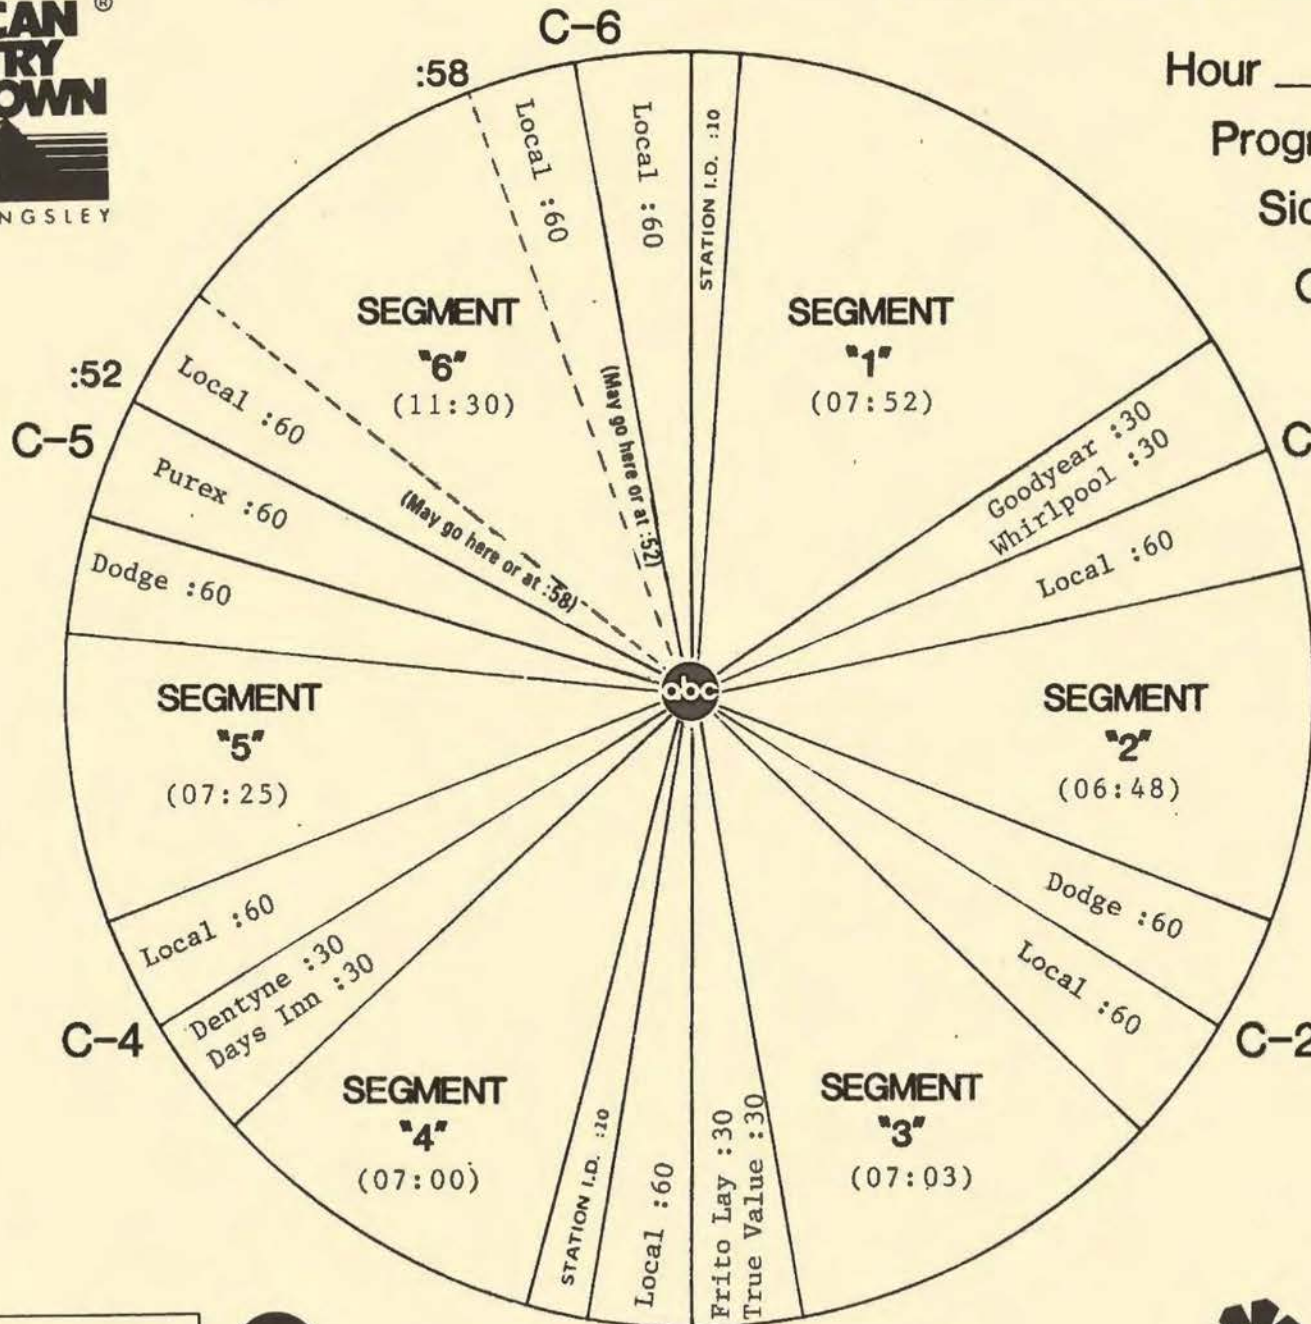 CAN ®
TRY
OWN
NGSLEY
C-6
:58
Hour
Local :60
Local :60
STATION I.D. :10
(May go here or at :52)
SEGMENT
"1"
(07:52)
Goodyear :30
Whirlpool :30
Local :60
SEGMENT
"2"
(06:48)
Dodge :60
Local :60
C-2
SEGMENT
"3"
(07:03)
Frito Lay :30
True Value :30
Local :60
STATION I.D. :10
SEGMENT
"4"
(07:00)
Dentyne :30
Days Inn :30
C-4
Local :60
SEGMENT
"5"
(07:25)
Dodge :60
Purex :60
C-5
:52
Local :60
(May go here or at :58)
SEGMENT
"6"
(11:30)
abc